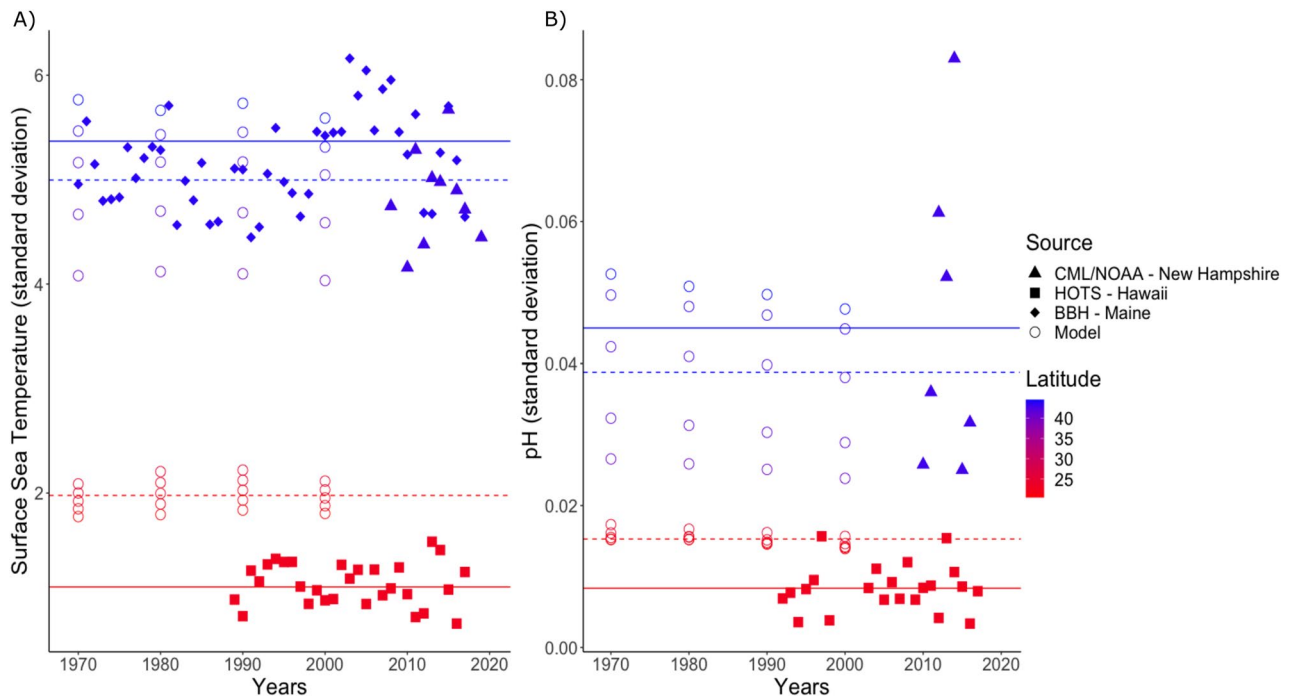 A)
B)
Surface Sea Temperature (standard deviation)
6
4
2
1970 1980 1990 2000 2010 2020
Years
pH (standard deviation)
0.08
0.06
0.04
0.02
0.00
1970 1980 1990 2000 2010 2020
Years
Source
CML/NOAA - New Hampshire
HOTS - Hawaii
BBH - Maine
Model
Latitude
40
35
30
25